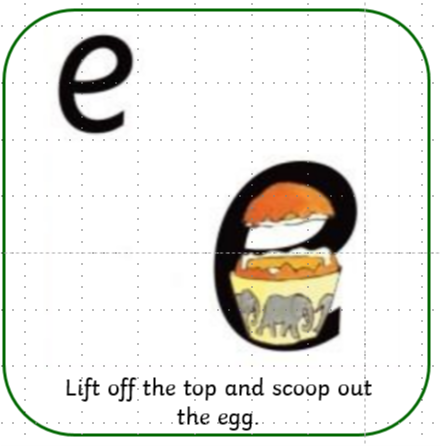 e
e
Lift off the top and scoop out
the egg.